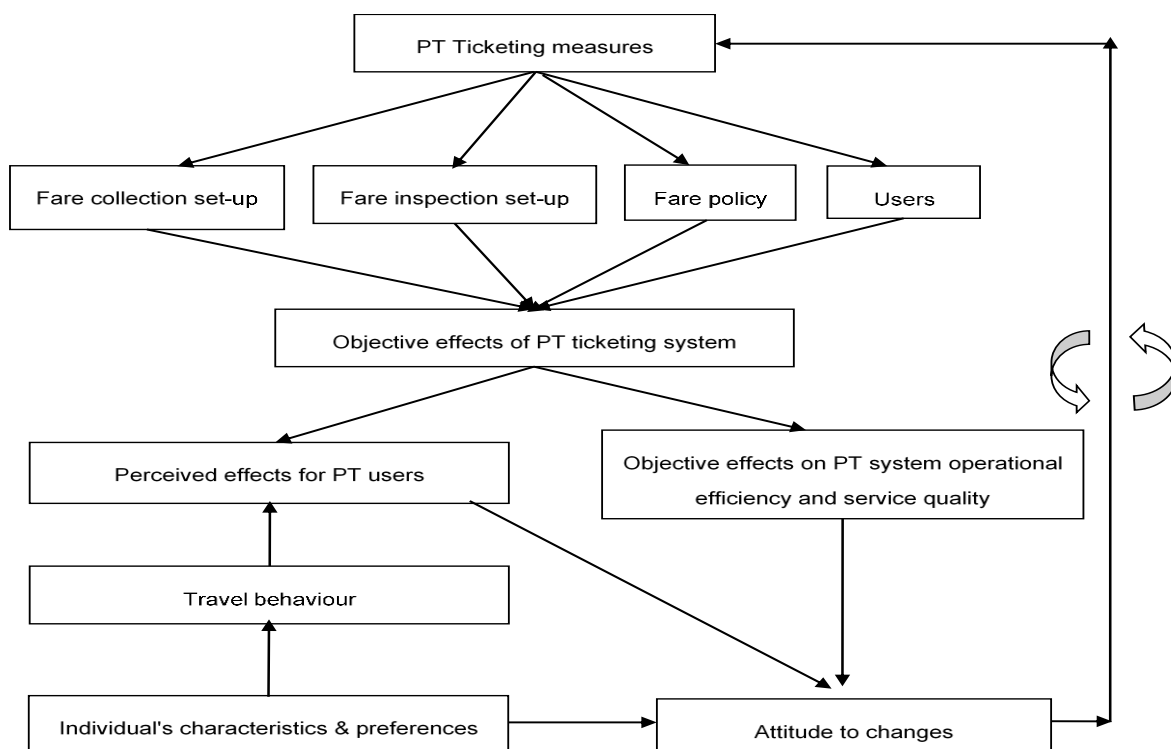 PT Ticketing measures
Fare collection set-up
Fare inspection set-up
Fare policy
Users
Objective effects of PT ticketing system
Perceived effects for PT users
Objective effects on PT system operational
efficiency and service quality
Travel behaviour
Individual's characteristics & preferences
Attitude to changes